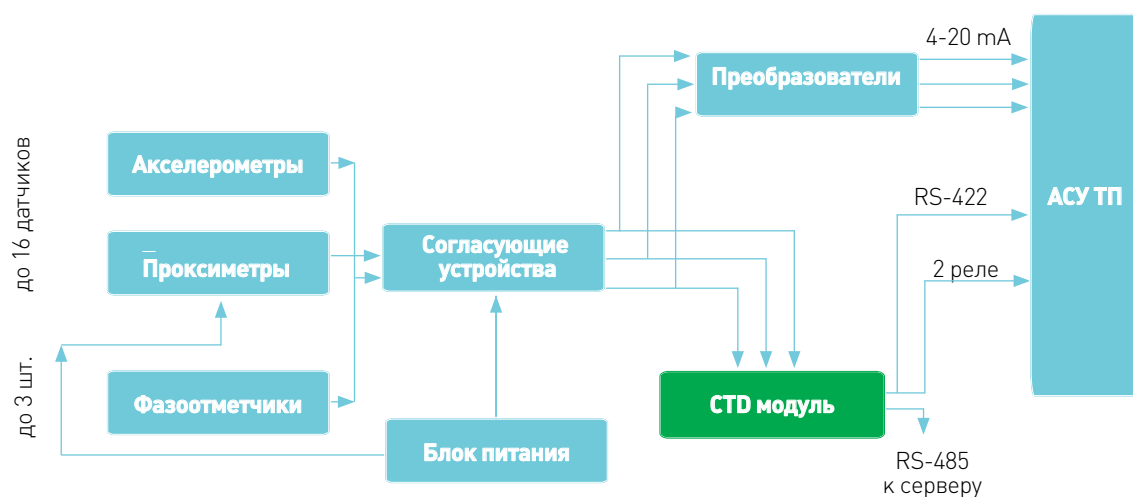 4-20 mA
Преобразователи
до 16 датчиков
Акселерометры
АСУ ТП
RS-422
Согласующие
устройства
Проксиметры
2 реле
до 3 шт.
Фазоотметчики
CTD модуль
Блок питания
RS-485
к серверу